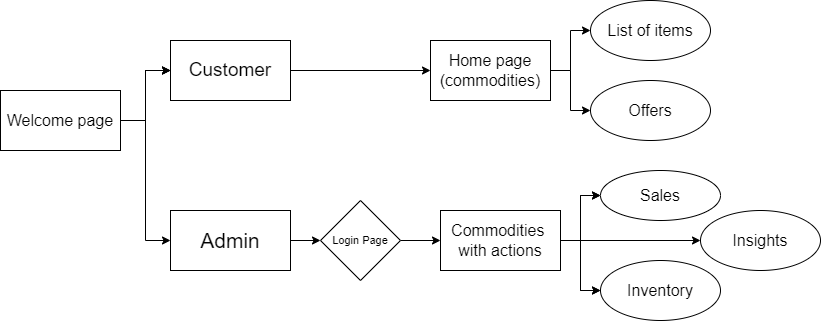 Welcome page
Customer
Home page
(commodities)
List of items
Offers
Admin
Login Page
Commodities
with actions
Sales
Insights
Inventory